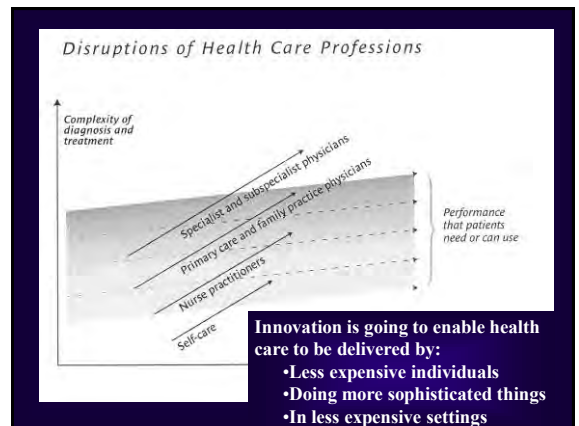 Disruptions of Health Care Professions
Complexity of
diagnosis and
treatment
Specialist and subspecialist physicians
Primary care and family practice physicians
Nurse practitioners
Self-care
Performance
that patients
need or can use
Innovation is going to enable health
care to be delivered by:
•Less expensive individuals
•Doing more sophisticated things
•In less expensive settings